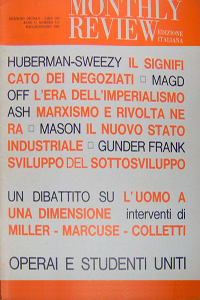 MONTHLY
REVIEW
EDIZIONE
ITALIANA
HUBERMAN-SWEEZY IL SIGNIFI
CATO DEI NEGOZIATI □ MAGD
OFF L'ERA DELL'IMPERIALISMO
ASH MARXISMO E RIVOLTA NE
RA □ MASON IL NUOVO STATO
INDUSTRIALE □ GUNDER FRANK
SVILUPPO DEL SOTTOSVILUPPO
UN DIBATTITO SU L'UOMO A
UNA DIMENSIONE interventi di
MILLER - MARCUSE - COLLETTI
OPERAI E STUDENTI UNITI